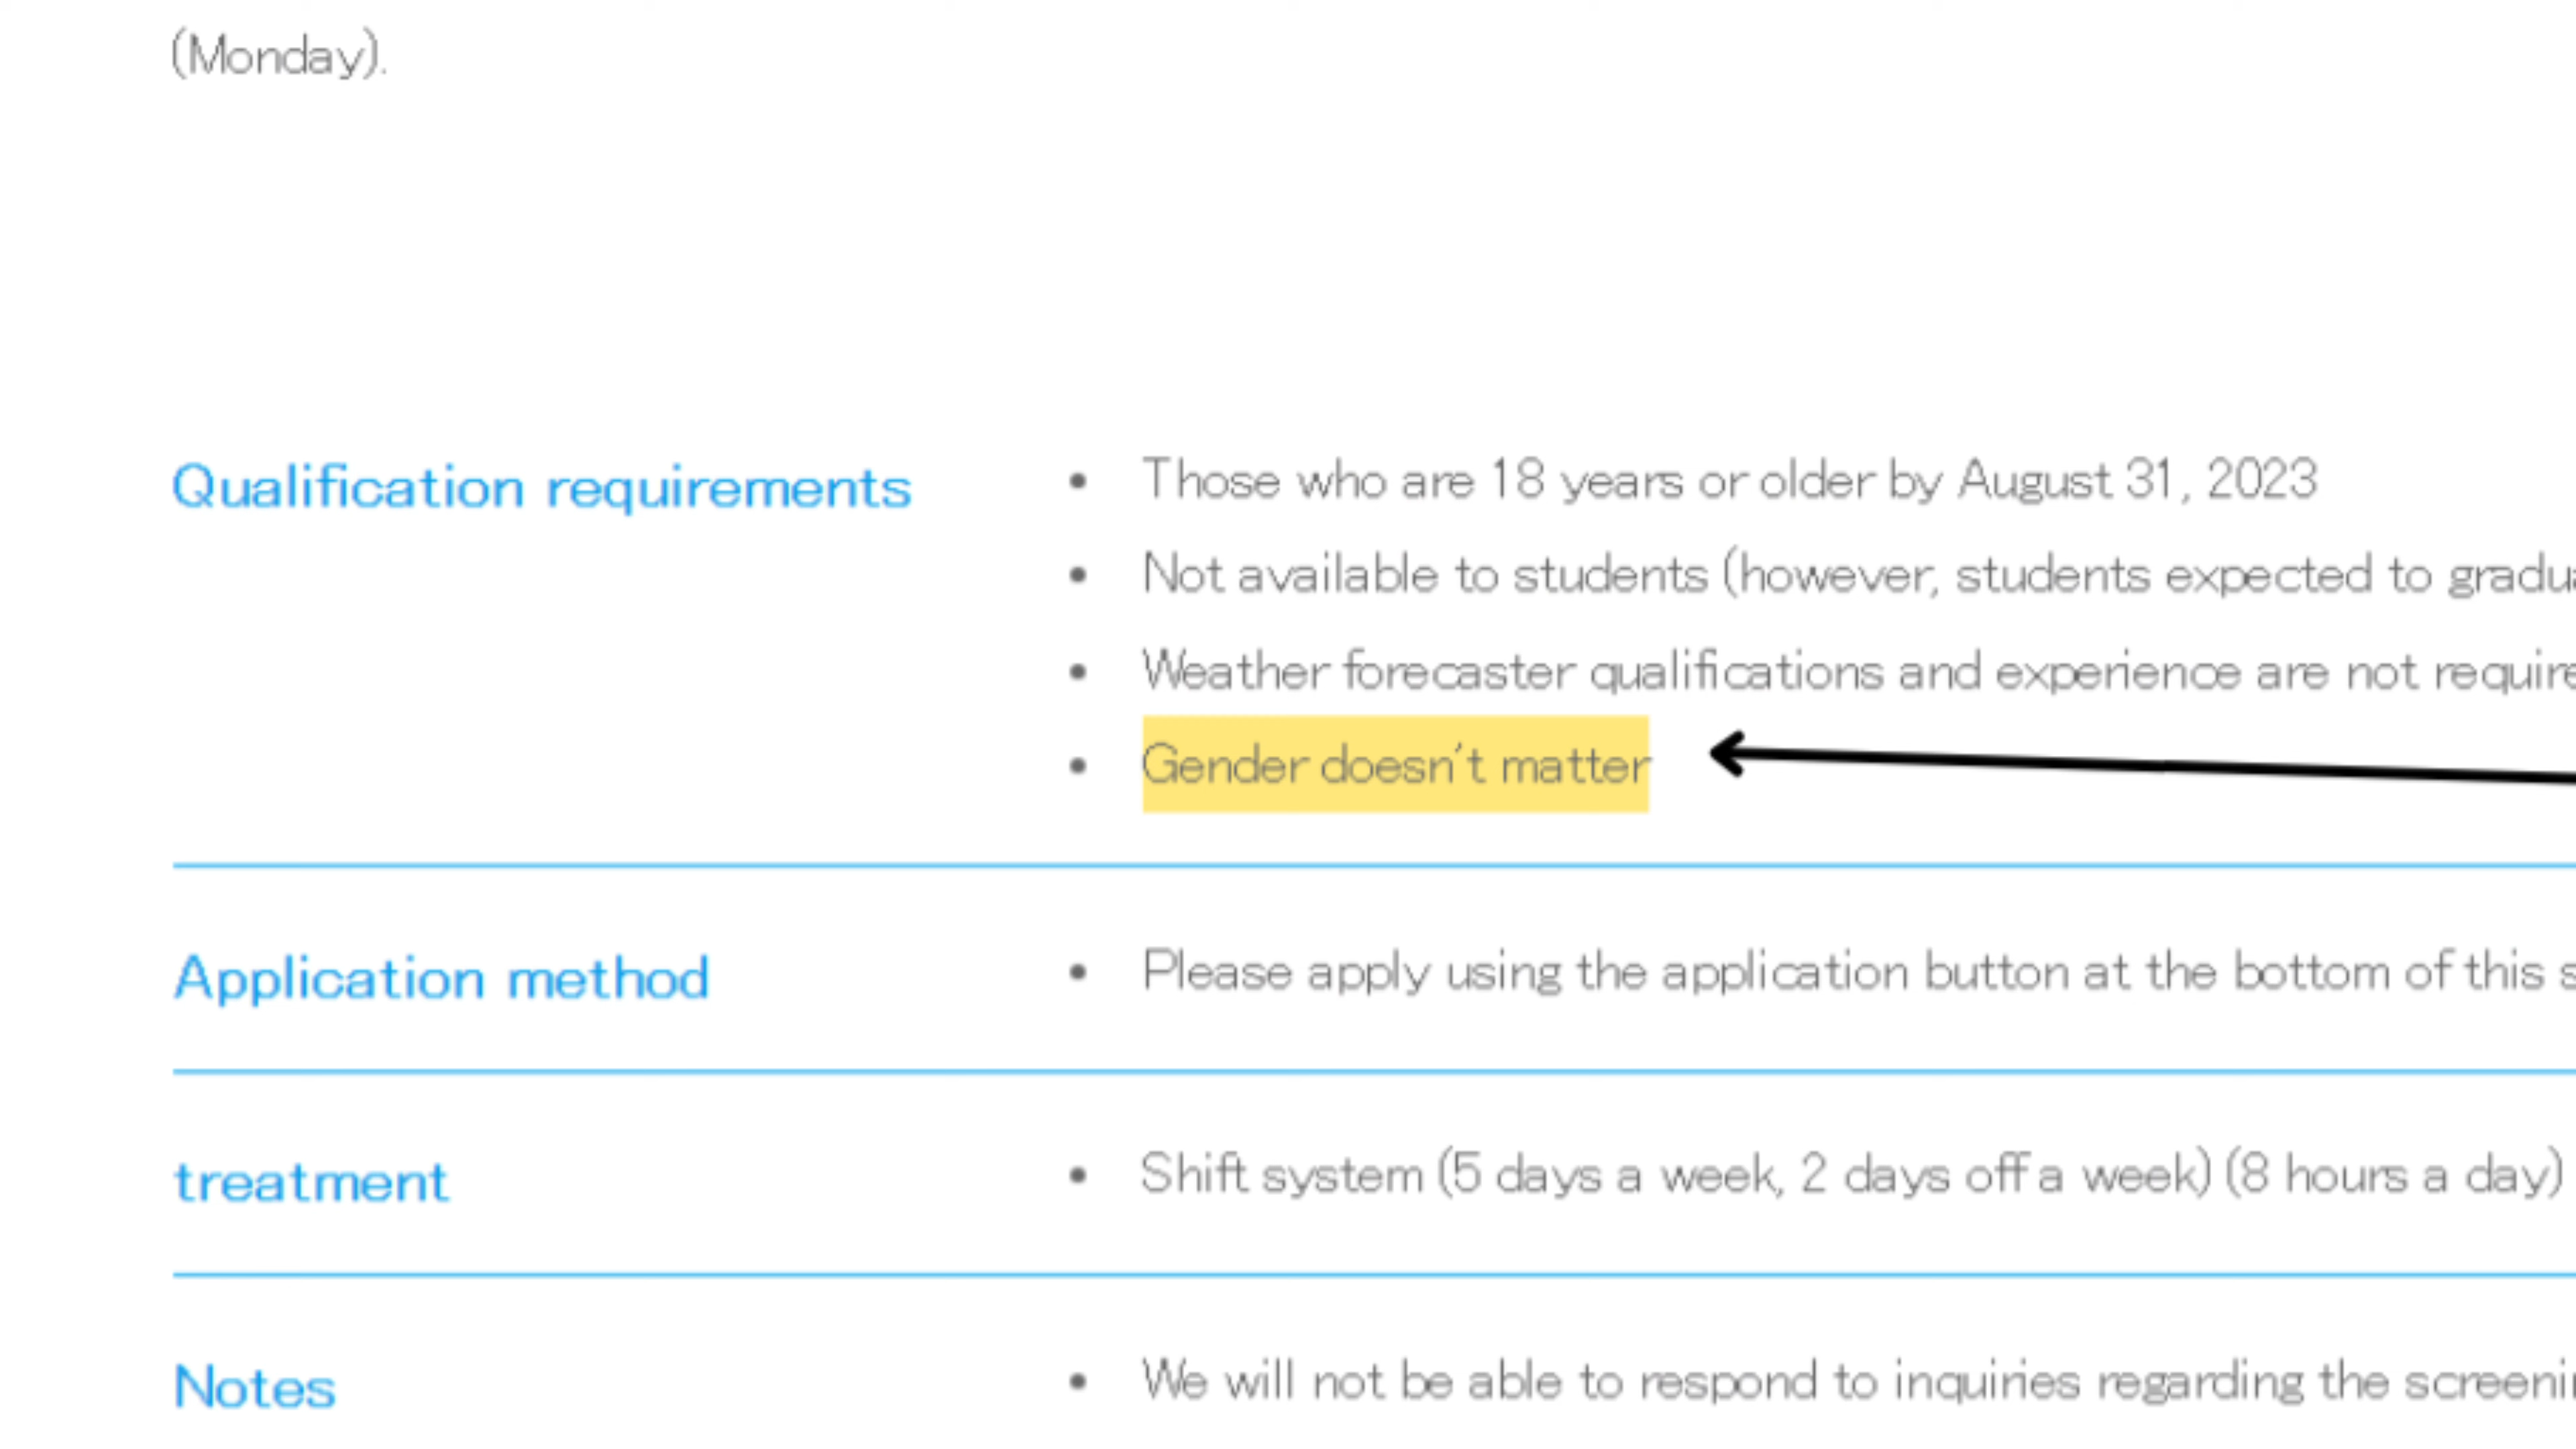 (Monday).
Qualification requirements
• Those who are 18 years or older by August 31, 2023
• Not available to students (however, students expected to
• Weather forecaster qualifications and experience are not
• Gender doesn't matter
Application method
• Please apply using the application button at the bottom of this
treatment
• Shift system (5 days a week, 2 days off a week) (8 hours a day)
Notes
• We will not be able to respond to inquiries regarding the